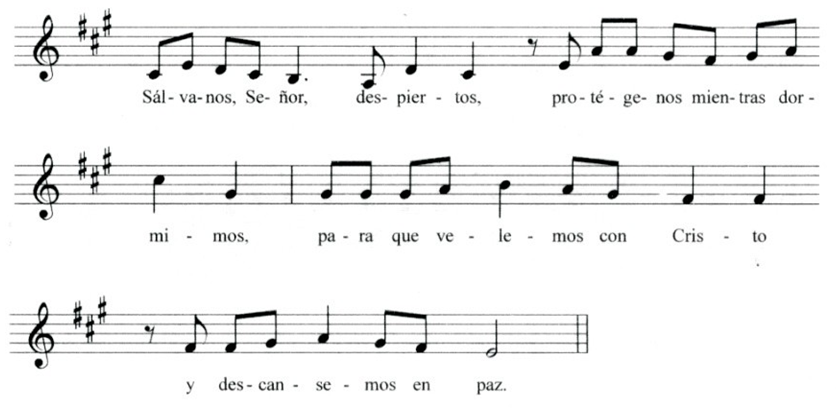 Sál-va-nos, Se-ñor, des-pier-tos, pro-té-ge-nos mien-tras dor-
mi-mos, pa-ra que ve-le-mos con Cris-to
y des-can-se-mos en paz.